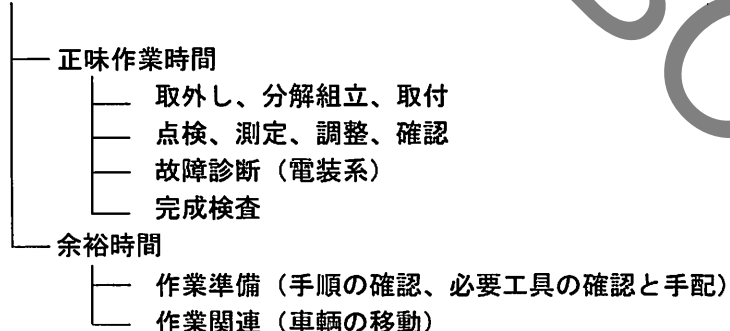 正味作業時間
取外し、分解組立、取付
点検、測定、調整、確認
故障診断（電装系）
完成検査
余裕時間
作業準備（手順の確認、必要工具の確認と手配）
作業関連（車輌の移動）